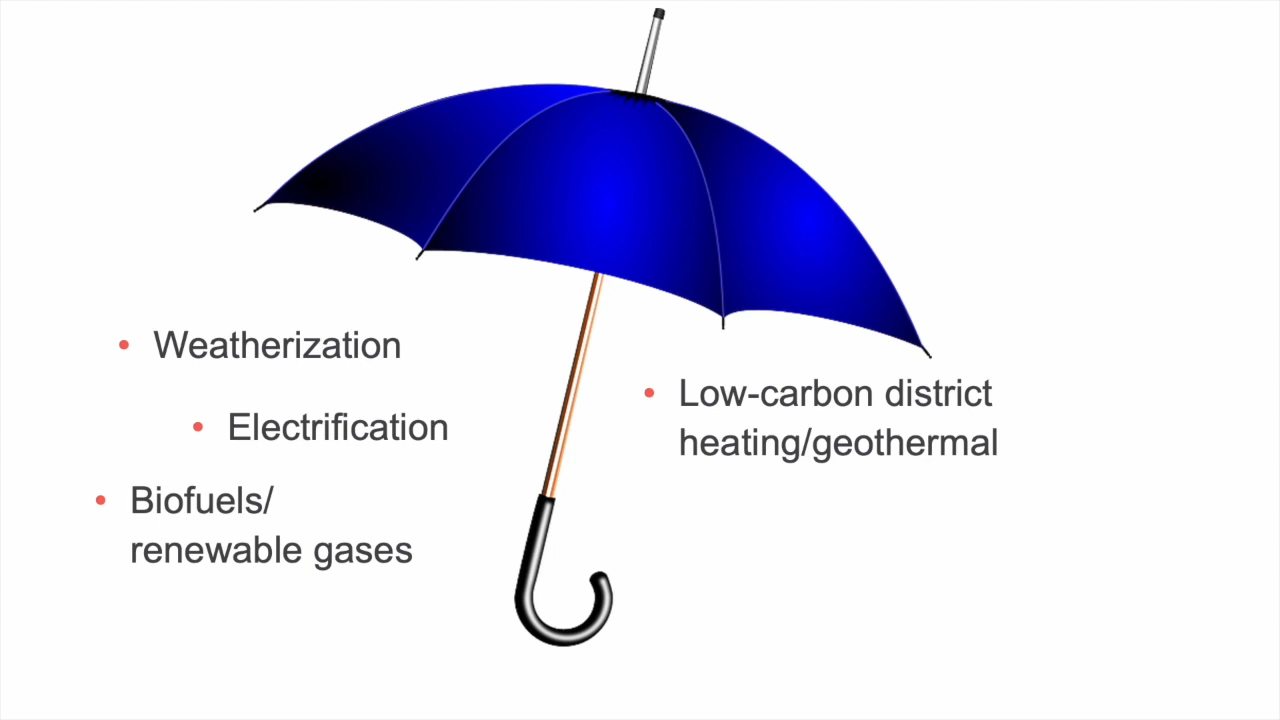 • Weatherization
• Electrification
• Biofuels/
renewable gases
• Low-carbon district
heating/geothermal